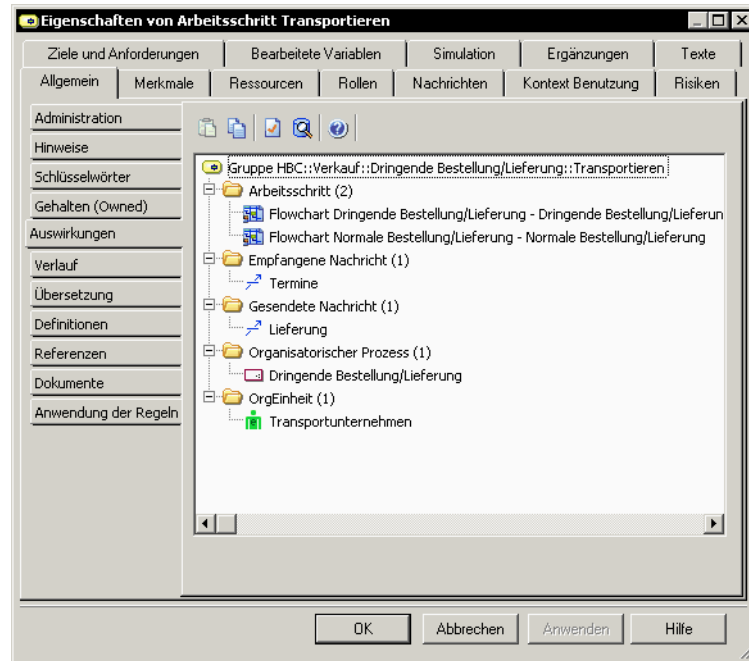 Eigenschaften von Arbeitsschritt Transportieren
Ziele und Anforderungen
Bearbeitete Variablen
Simulation
Ergänzungen
Texte
Allgemein
Merkmale
Ressourcen
Rollen
Nachrichten
Kontext Benutzung
Risiken
Administration
Hinweise
Schlüsselwörter
Gehalten (Owned)
Auswirkungen
Verlauf
Übersetzung
Definitionen
Referenzen
Dokumente
Anwendung der Regeln
Gruppe HBC::Verkauf::Dringende Bestellung/Lieferung::Transportieren
Arbeitsschritt (2)
Flowchart Dringende Bestellung/Lieferung - Dringende Bestellung/Lieferun
Flowchart Normale Bestellung/Lieferung - Normale Bestellung/Lieferung
Empfangene Nachricht (1)
Termine
Gesendete Nachricht (1)
Lieferung
Organisatorischer Prozess (1)
Dringende Bestellung/Lieferung
OrgEinheit (1)
Transportunternehmen
OK
Abbrechen
Anwenden
Hilfe